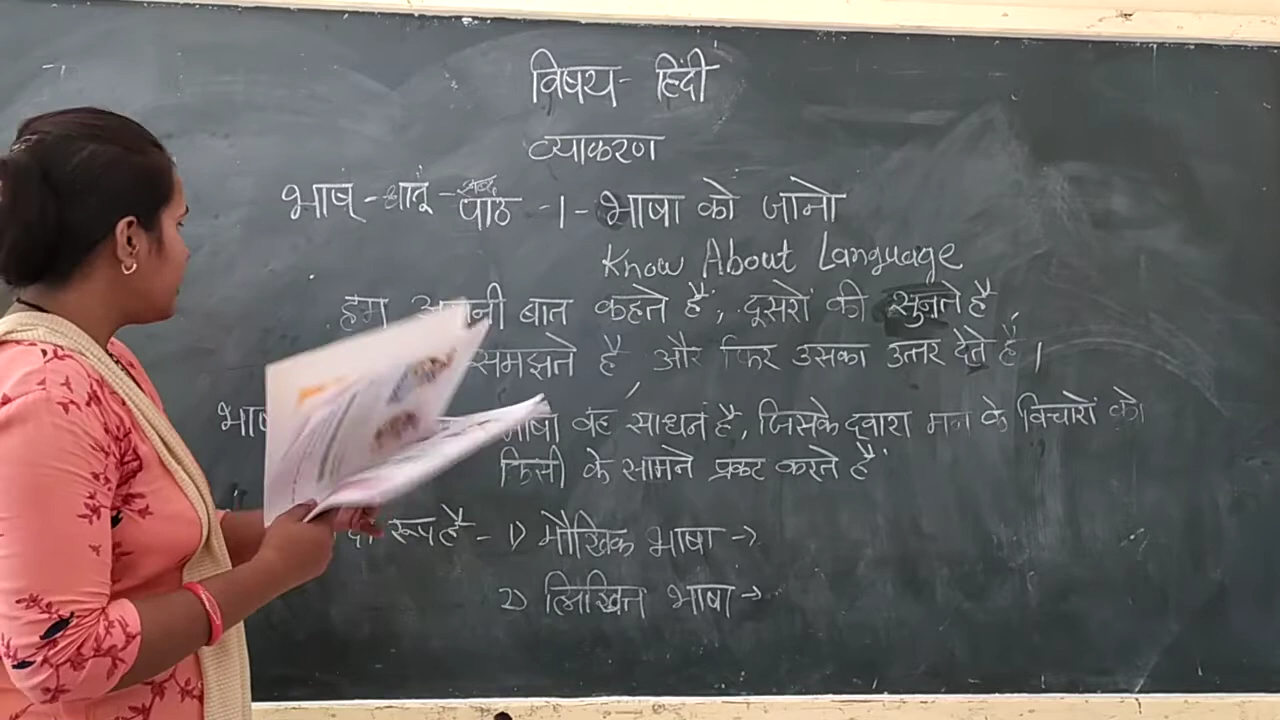 विषय- हिंदी
व्याकरण
भाष् - धातू - शब्द
पाठ -1- भाषा को जानो
Know About Language
हम बात कहते है, दूसरों की सुनते है
समझते है और फिर उसका उत्तर देते है।
भाषा वह साधन है, जिसके द्वारा मन के विचारों को
किसी के सामने प्रकट करते है
रूप है - 1) मौखिक भाषा →
2) लिखित भाषा →